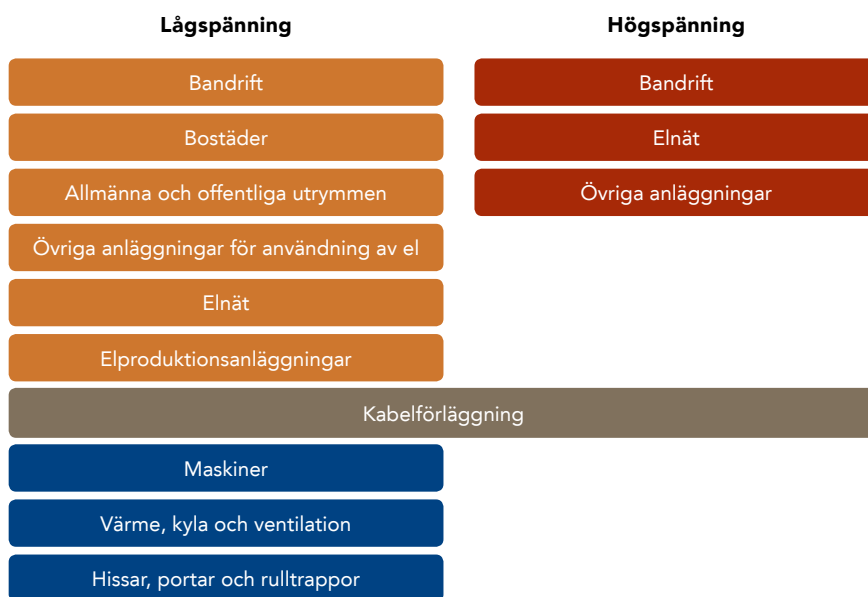 Lågspänning
Högspänning
Bandrift
Bandrift
Bostäder
Elnät
Allmänna och offentliga utrymmen
Övriga anläggningar
Övriga anläggningar för användning av el
Elnät
Elproduktionsanläggningar
Kabelförläggning
Maskiner
Värme, kyla och ventilation
Hissar, portar och rulltrappor